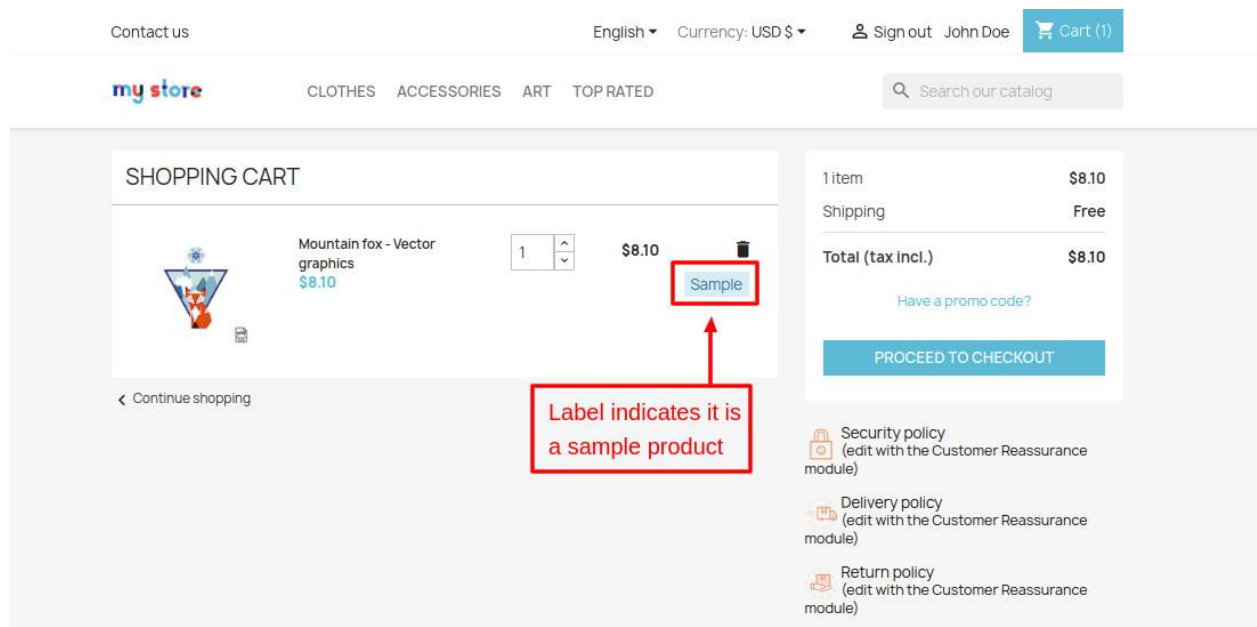 Contact us
English
Currency: USD $
Sign out
John Doe
Cart (1)
my store
CLOTHES
ACCESSORIES
ART
TOP RATED
Search our catalog
SHOPPING CART
Mountain fox - Vector
graphics
$8.10
1
$8.10
Sample
Label indicates it is
a sample product
Continue shopping
1 item
$8.10
Shipping
Free
Total (tax incl.)
$8.10
Have a promo code?
PROCEED TO CHECKOUT
Security policy
(edit with the Customer Reassurance
module)
Delivery policy
(edit with the Customer Reassurance
module)
Return policy
(edit with the Customer Reassurance
module)